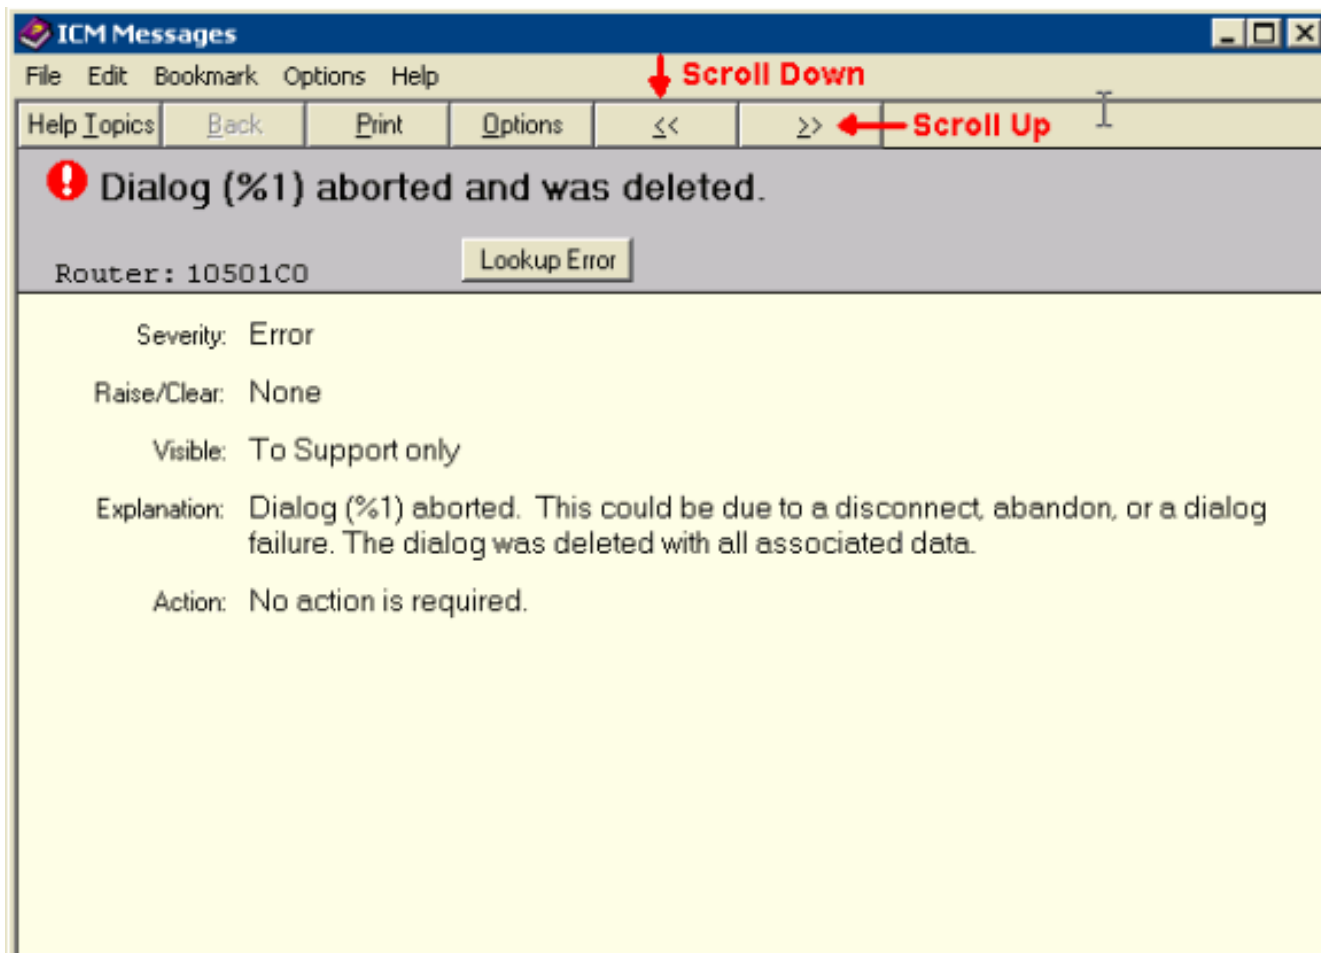 ICM Messages
File Edit Bookmark Options Help
Scroll Down
Help Topics Back Print Options << >> Scroll Up
Dialog (%1) aborted and was deleted.
Router: 10501C0 Lookup Error
Severity: Error
Raise/Clear: None
Visible: To Support only
Explanation: Dialog (%1) aborted. This could be due to a disconnect, abandon, or a dialog
failure. The dialog was deleted with all associated data.
Action: No action is required.